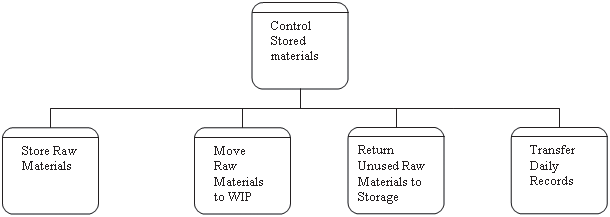 Control
Stored
materials
Store Raw
Materials
Move
Raw
Materials
to WIP
Return
Unused Raw
Materials to
Storage
Transfer
Daily
Records